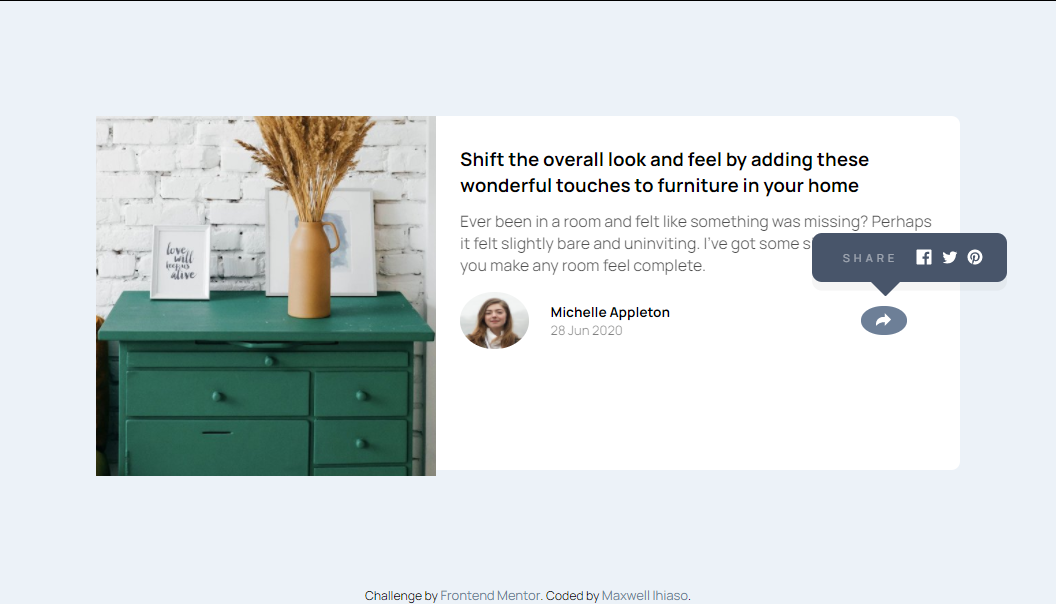 Shift the overall look and feel by adding these
wonderful touches to furniture in your home
Ever been in a room and felt like something was missing? Perhaps
it felt slightly bare and uninviting. I've got some s
you make any room feel complete.
SHARE
love
will
keep us
alive
Michelle Appleton
28 Jun 2020
Challenge by Frontend Mentor. Coded by Maxwell Ihiaso.